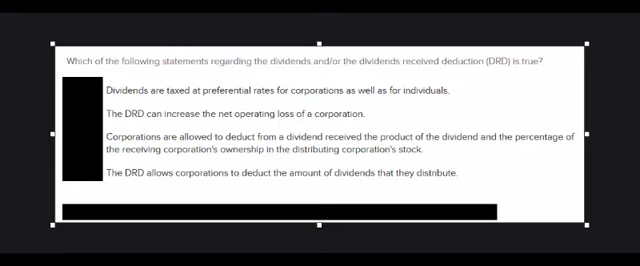 Which of the following statements regarding the dividends and/or the dividends received deduction (DRD) is true?
Dividends are taxed at preferential rates for corporations as well as for individuals.
The DRD can increase the net operating loss of a corporation.
Corporations are allowed to deduct from a dividend received the product of the dividend and the percentage of
the receiving corporation's ownership in the distributing corporation's stock.
The DRD allows corporations to deduct the amount of dividends that they distribute.